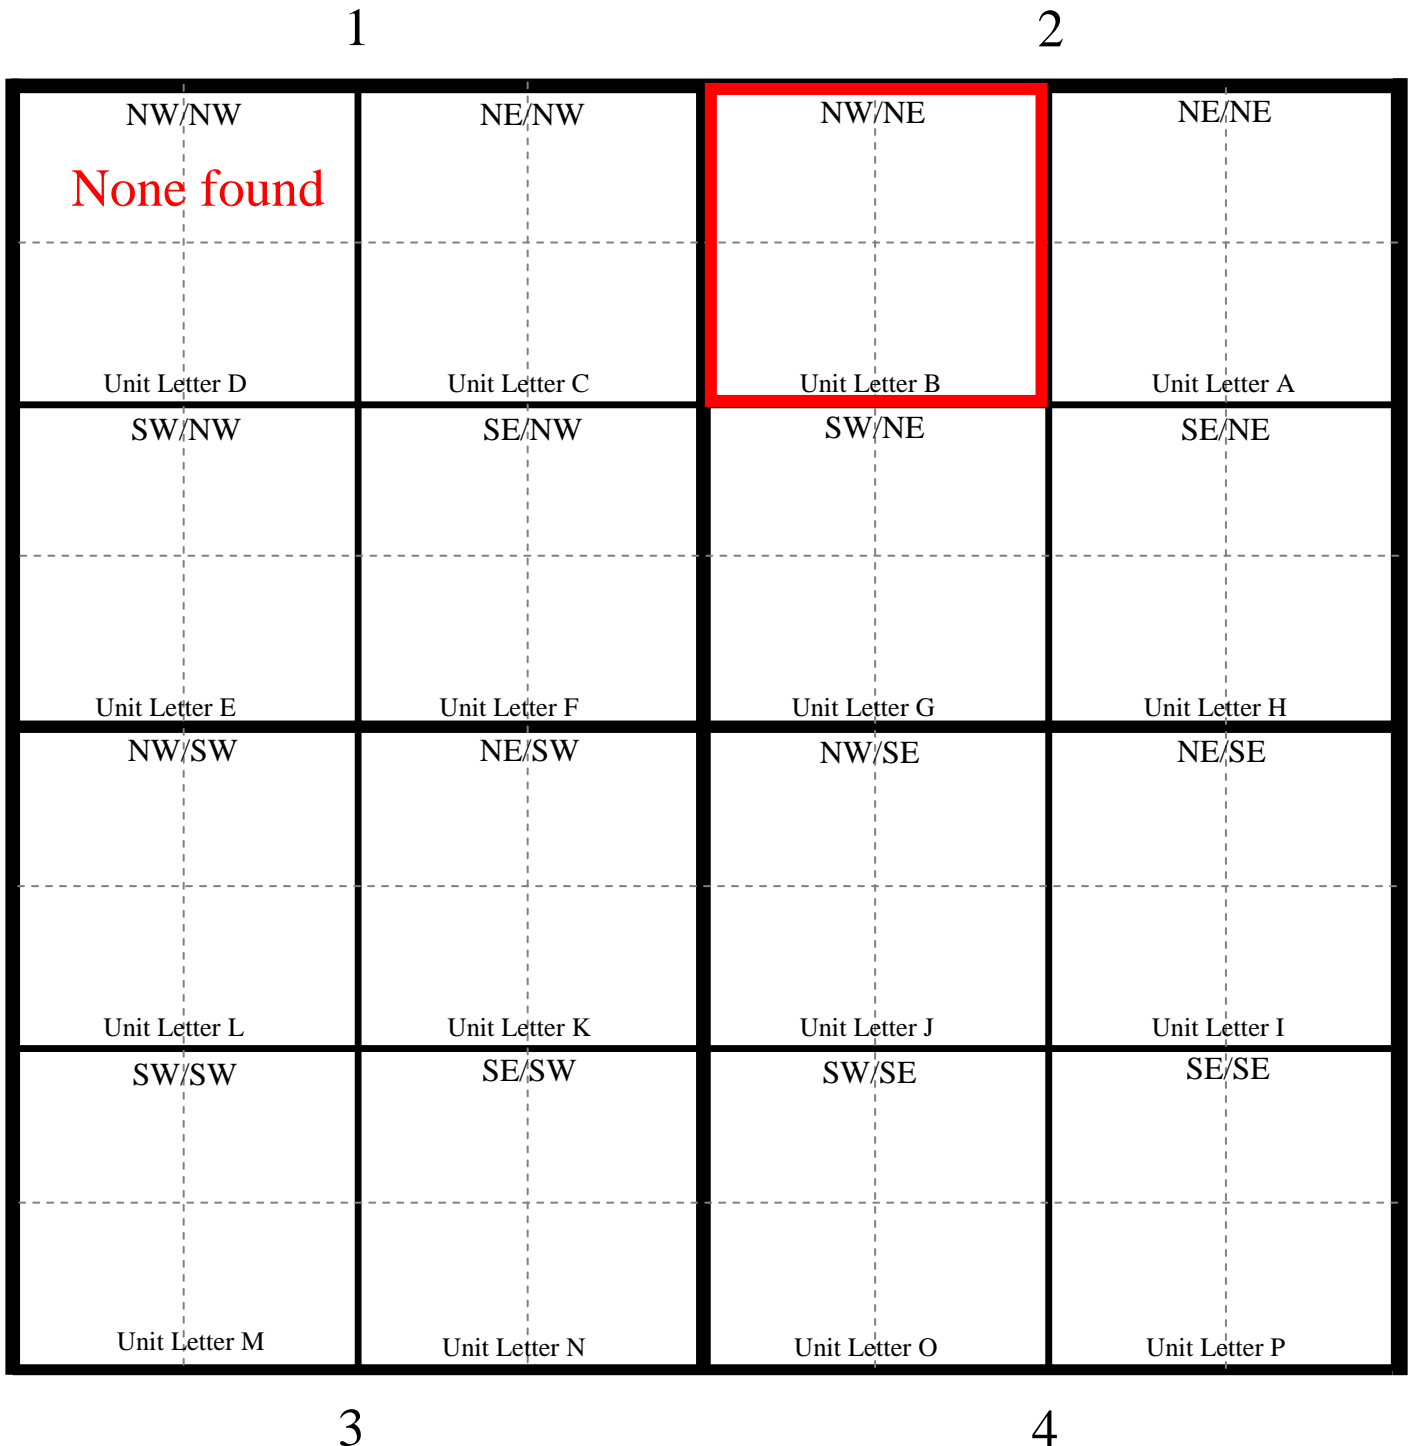 1
2
NW/NW
NE/NW
NW/NE
NE/NE
None found
Unit Letter D
Unit Letter C
Unit Letter B
Unit Letter A
SW/NW
SE/NW
SW/NE
SE/NE
Unit Letter E
Unit Letter F
Unit Letter G
Unit Letter H
NW/SW
NE/SW
NW/SE
NE/SE
Unit Letter L
Unit Letter K
Unit Letter J
Unit Letter I
SW/SW
SE/SW
SW/SE
SE/SE
Unit Letter M
Unit Letter N
Unit Letter O
Unit Letter P
3
4